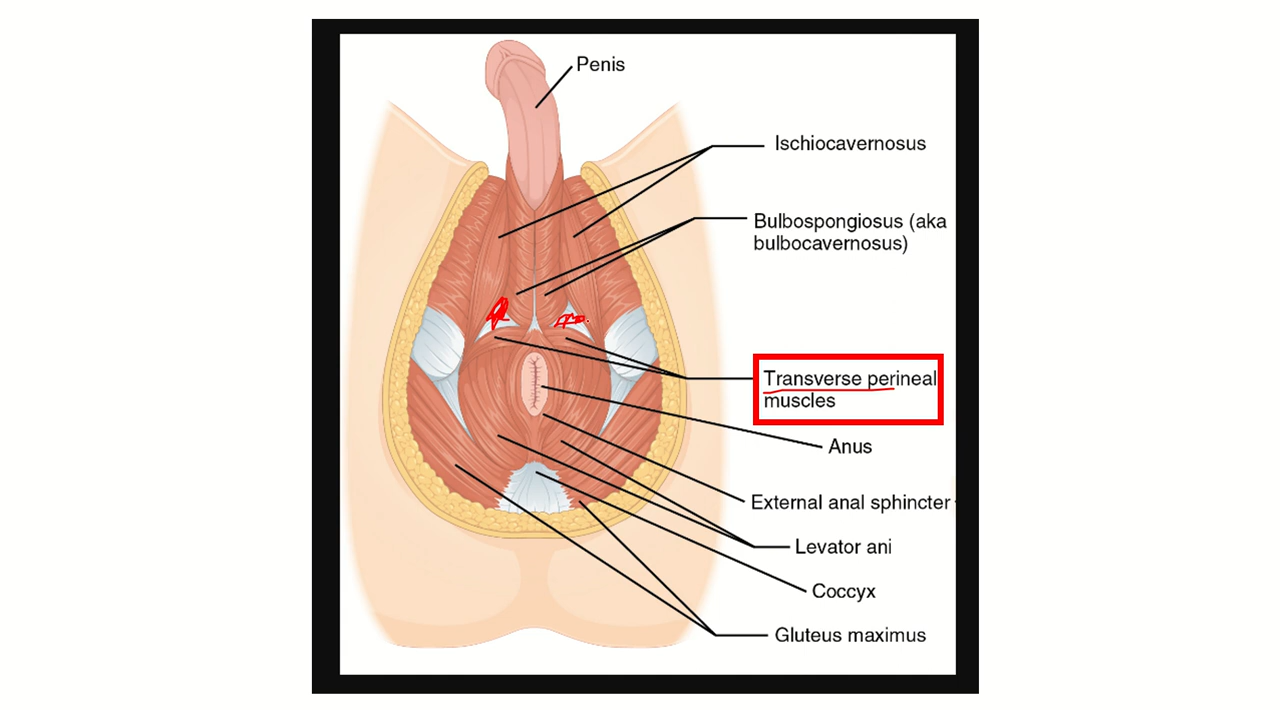 Penis
Ischiocavernosus
Bulbospongiosus (aka
bulbocavernosus)
Transverse perineal
muscles
Anus
External anal sphincter
Levator ani
Coccyx
Gluteus maximus